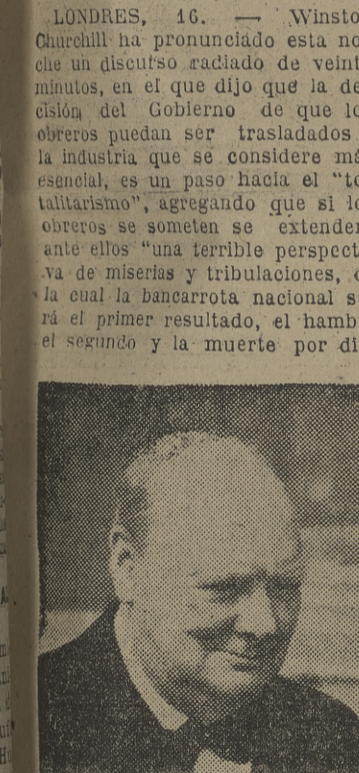 LONDRES, 16. — Winsto
Churchill ha pronunciado esta no
che un discurso radiado de veint
minutos, en el que dijo que la de
cisión del Gobierno de que lo
obreros puedan ser trasladados
la industria que se considere má
esencial, es un paso hacia el "to
talitarismo", agregando que si lo
obreros se someten se extender
ante ellos "una terrible perspect
va de miserias y tribulaciones, d
la cual la bancarrota nacional s
rá el primer resultado, el hamb
el segundo y la muerte por di